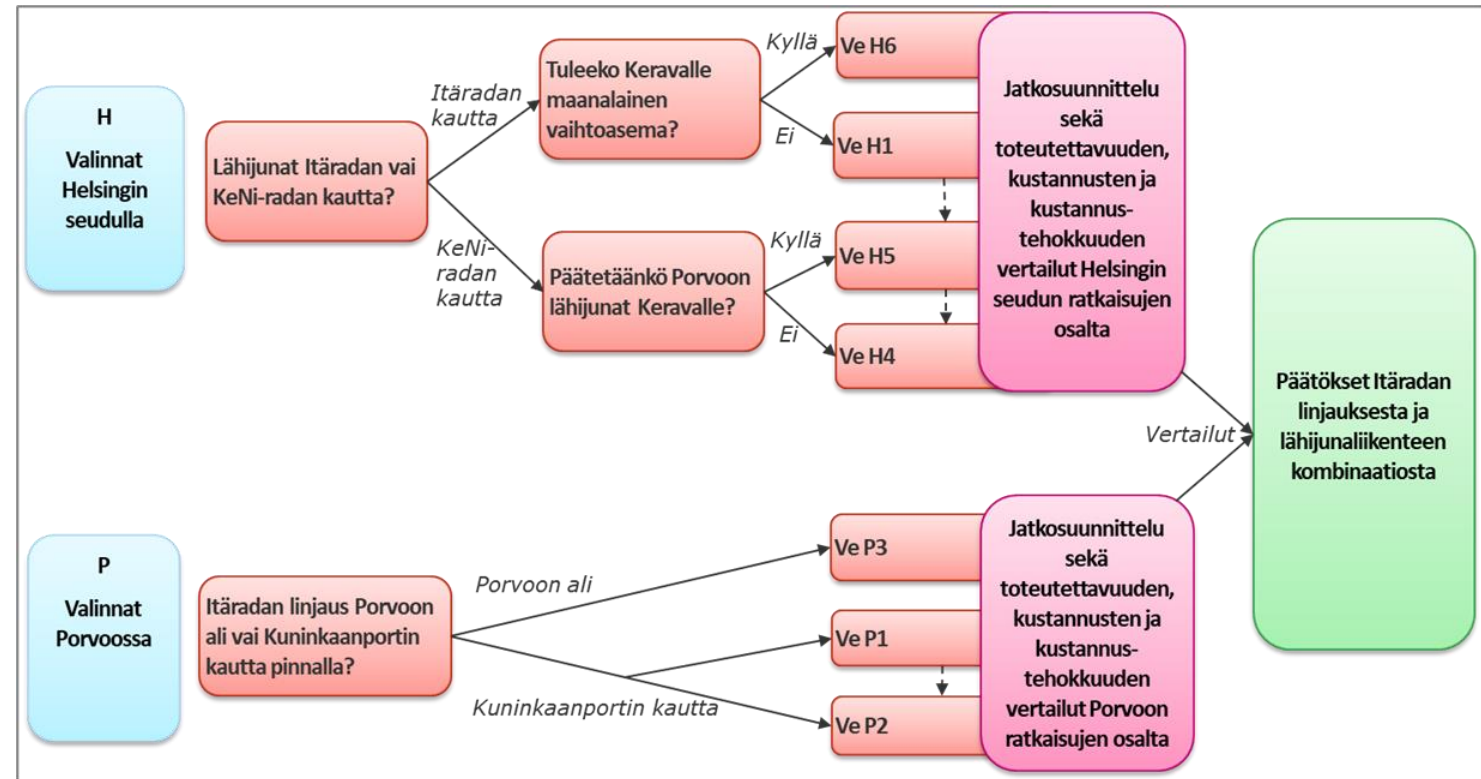 H
Valinnat
Helsingin
seudulla
Lähijunat Itäradan vai
KeNi-radan kautta?
Itäradan
kautta
KeNi-
radan
kautta
Tuleeko Keravalle
maanalainen
vaihtoasema?
Päätetäänkö Porvoon
lähijunat Keravalle?
Kyllä
Ei
Kyllä
Ei
Ve H6
Ve H1
Ve H5
Ve H4
Jatkosuunnittelu
sekä
toteutettavuuden,
kustannusten ja
kustannus-
tehokkuuden
vertailut Helsingin
seudun ratkaisujen
osalta
P
Valinnat
Porvoossa
Itäradan linjaus Porvoon
ali vai Kuninkaanportin
kautta pinnalla?
Porvoon ali
Kuninkaanportin kautta
Ve P3
Ve P1
Ve P2
Jatkosuunnittelu
sekä
toteutettavuuden,
kustannusten ja
kustannus-
tehokkuuden
vertailut Porvoon
ratkaisujen osalta
Vertailut
Päätökset Itäradan
linjauksesta ja
lähijunaliikenteen
kombinaatiosta